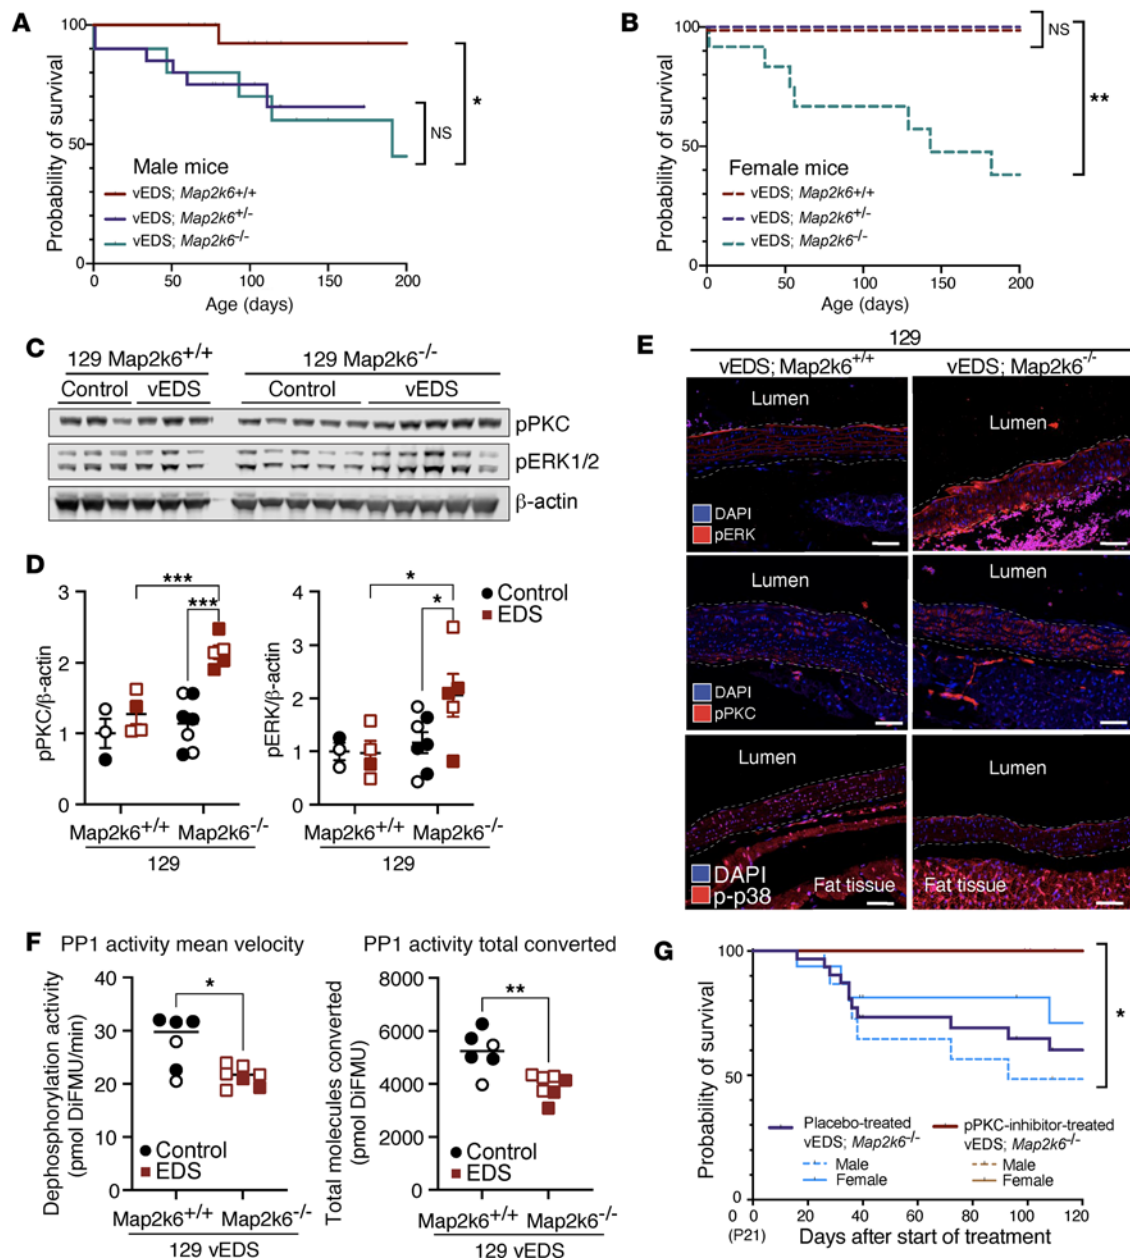 A
100
50
0
Probability of survival
Male mice
vEDS; Map2k6+/+
vEDS; Map2k6+/-
vEDS; Map2k6-/-
*
NS
0 50 100 150 200
Age (days)
B
100
50
0
Probability of survival
Female mice
vEDS; Map2k6+/+
vEDS; Map2k6+/-
vEDS; Map2k6-/-
NS
**
0 50 100 150 200
Age (days)
C
129 Map2k6+/+ 129 Map2k6-/-
Control vEDS Control vEDS
pPKC
pERK1/2
β-actin
D
pPKC/β-actin
3
2
1
0
***
***
Map2k6+/+ Map2k6-/-
129
pERK/β-actin
4
3
2
1
0
*
*
Map2k6+/+ Map2k6-/-
129
Control
EDS
E
129
vEDS; Map2k6+/+ vEDS; Map2k6-/-
Lumen
DAPI
pERK
Lumen
Lumen
DAPI
pPKC
Lumen
Lumen
DAPI
p-p38
Fat tissue
Lumen
Fat tissue
F
PP1 activity mean velocity
Dephosphorylation activity
(pmol DiFMU/min)
40
30
20
10
0
*
Control
EDS
Map2k6+/+ Map2k6-/-
129 vEDS
PP1 activity total converted
Total molecules converted
(pmol DiFMU)
8000
6000
4000
2000
0
**
Control
EDS
Map2k6+/+ Map2k6-/-
129 vEDS
G
100
50
0
Probability of survival
*
Placebo-treated
vEDS; Map2k6-/-
Male
Female
pPKC-inhibitor-treated
vEDS; Map2k6-/-
Male
Female
0 20 40 60 80 100 120
(P21)
Days after start of treatment